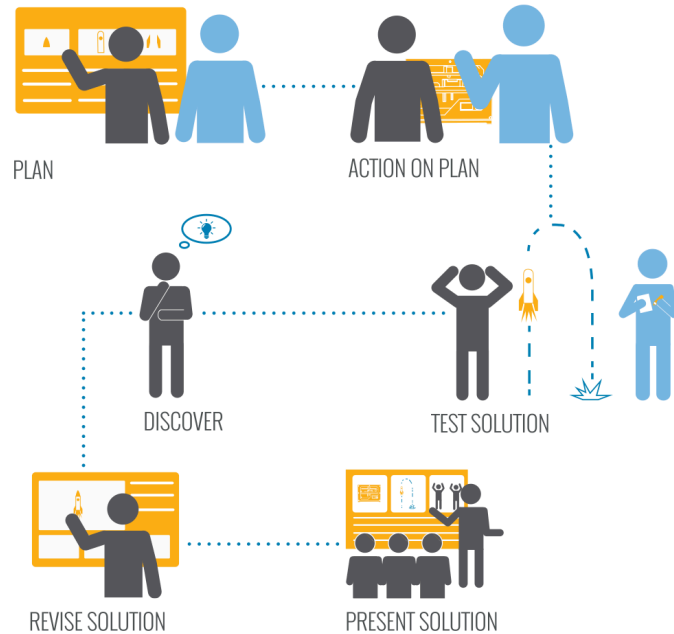 PLAN
ACTION ON PLAN
DISCOVER
TEST SOLUTION
REVISE SOLUTION
PRESENT SOLUTION